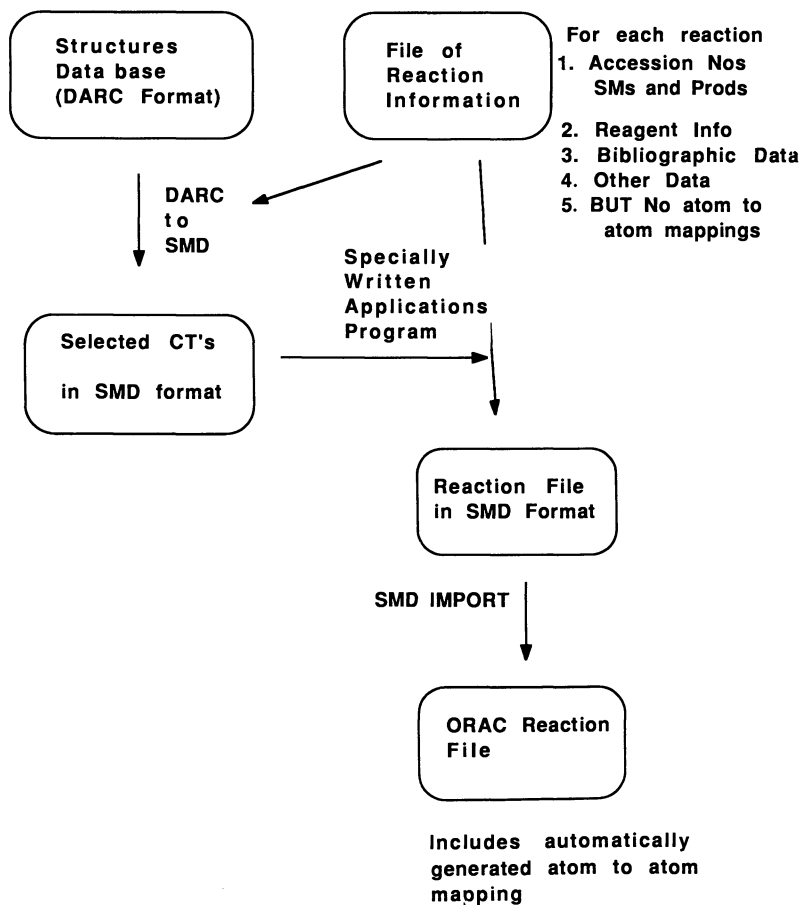 Structures
Data base
(DARC Format)
File of
Reaction
Information
For each reaction
1. Accession Nos
SMs and Prods
2. Reagent Info
3. Bibliographic Data
4. Other Data
5. BUT No atom to
atom mappings
DARC
to
SMD
Specially
Written
Applications
Program
Selected CT's
in SMD format
Reaction File
in SMD Format
SMD IMPORT
ORAC Reaction
File
Includes automatically
generated atom to atom
mapping